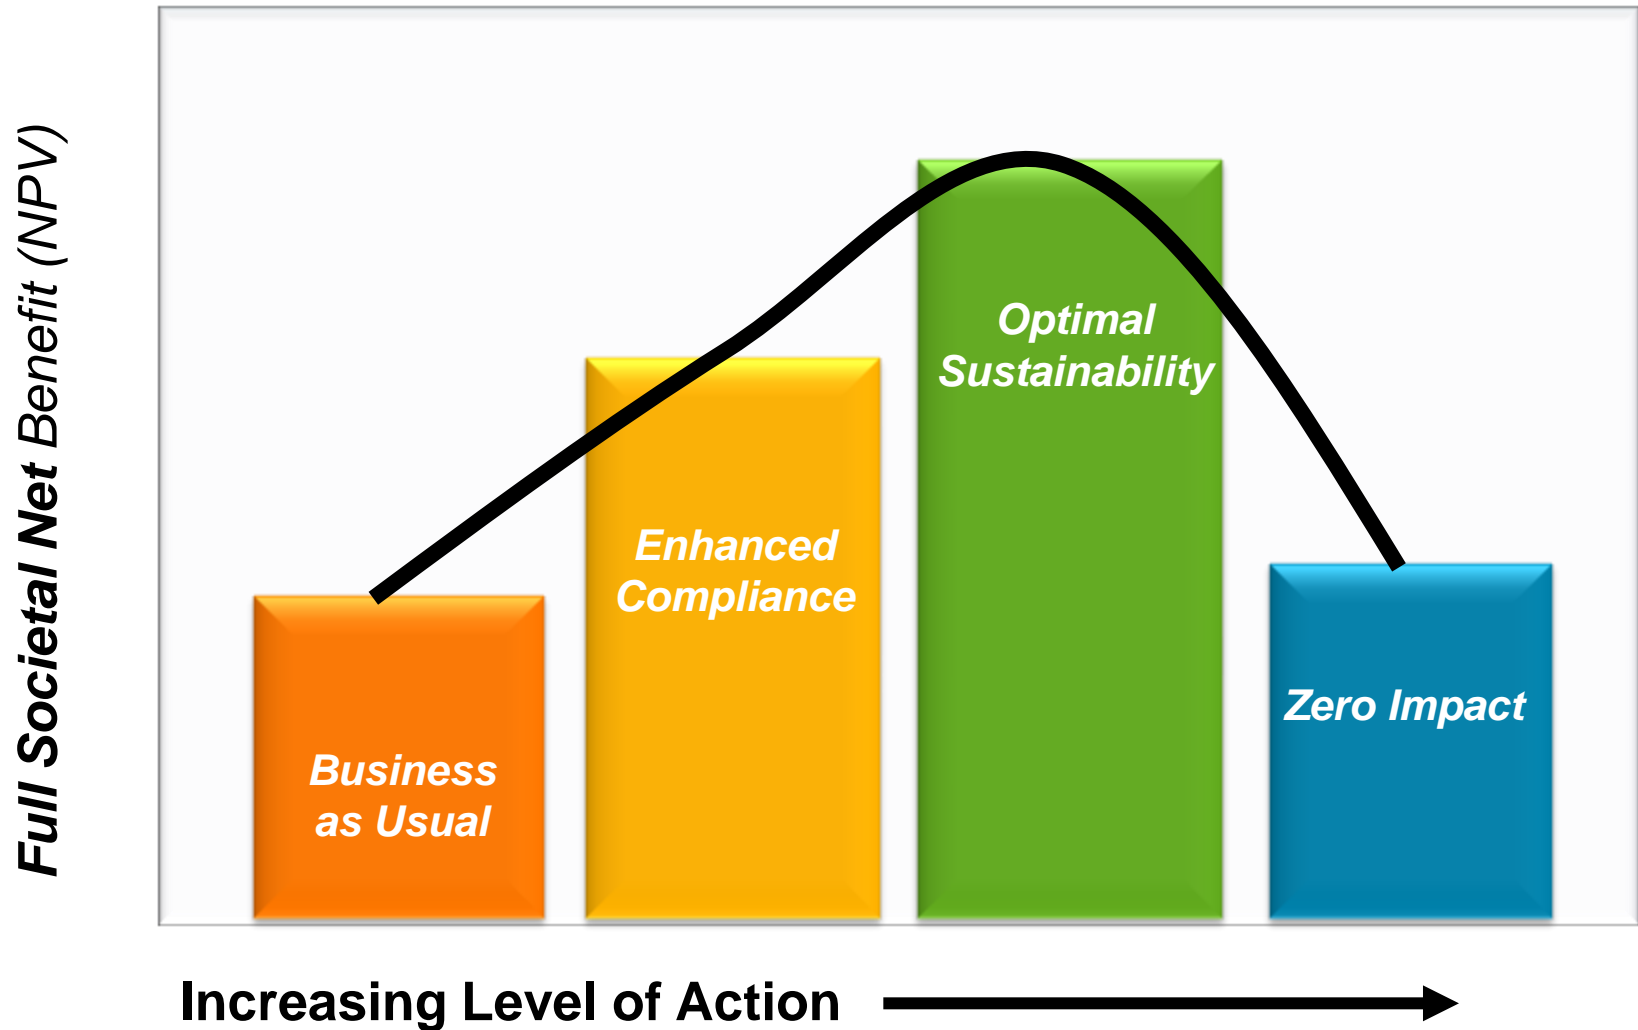 Full Societal Net Benefit (NPV)
Optimal
Sustainability
Enhanced
Compliance
Zero Impact
Business
as Usual
Increasing Level of Action